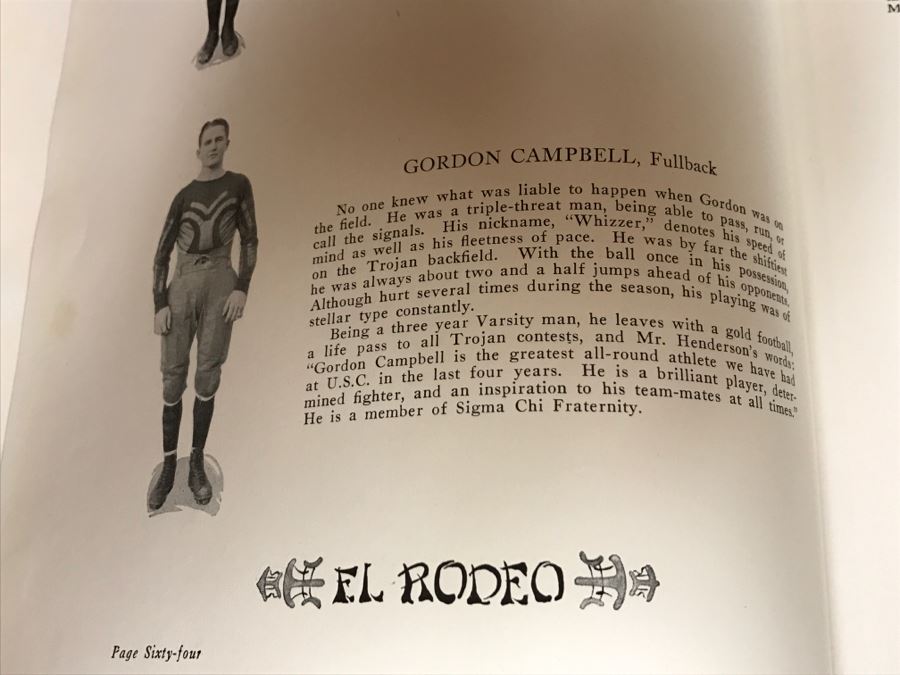 M
GORDON CAMPBELL, Fullback
No one knew what was liable to happen when Gordon was on
the field. He was a triple-threat man, being able to pass, run, or
call the signals. His nickname, "Whizzer," denotes his speed of
mind as well as his fleetness of pace. He was by far the shiftiest
on the Trojan backfield. With the ball once in his possession,
he was always about two and a half jumps ahead of his opponents.
Although hurt several times during the season, his playing was of
stellar type constantly.
Being a three year Varsity man, he leaves with a gold football,
a life pass to all Trojan contests, and Mr. Henderson's words:
"Gordon Campbell is the greatest all-round athlete we have had
at U.S.C. in the last four years. He is a brilliant player, deter-
mined fighter, and an inspiration to his team-mates at all times."
He is a member of Sigma Chi Fraternity.
EL RODEO
Page Sixty-four